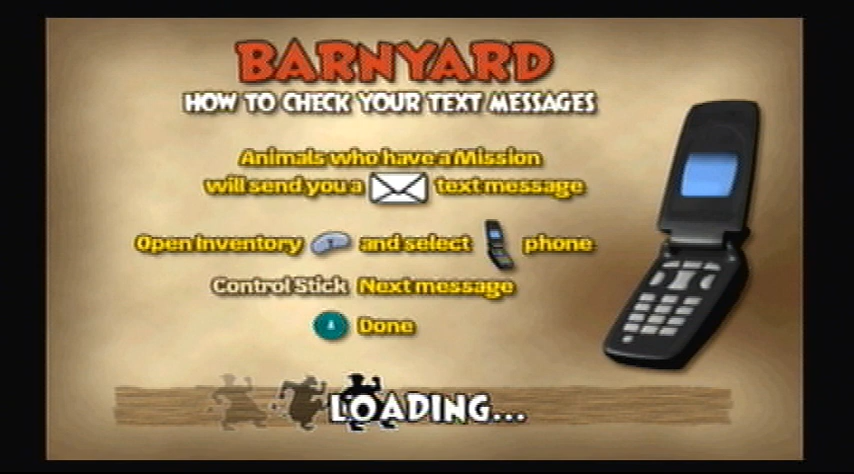 BARNYARD
HOW TO CHECK YOUR TEXT MESSAGES
Animals who have a Mission
will send you a text message
Open Inventory and select phone
Control Stick Next message
A Done
LOADING...